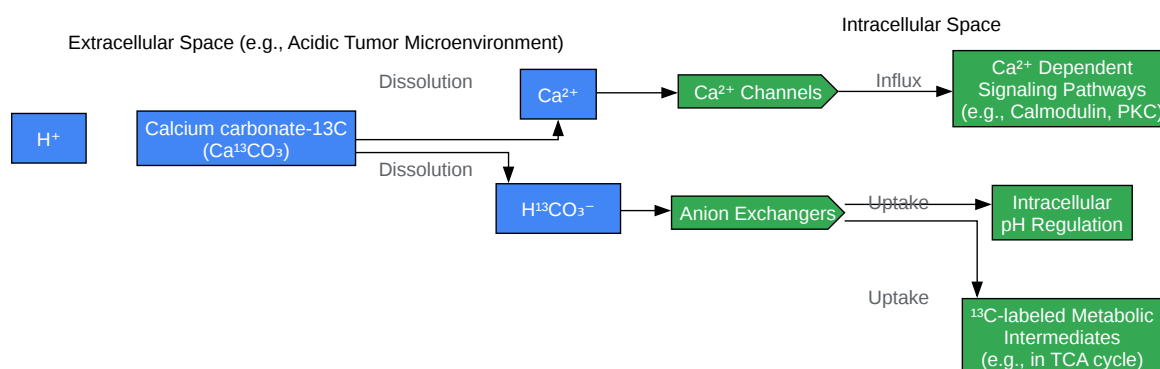 Intracellular Space
Extracellular Space (e.g., Acidic Tumor Microenvironment)
H⁺
Calcium carbonate-13C
(Ca¹³CO₃)
Dissolution
Dissolution
Ca²⁺
H¹³CO₃⁻
Ca²⁺ Channels
Anion Exchangers
Influx
Uptake
Uptake
Ca²⁺ Dependent
Signaling Pathways
(e.g., Calmodulin, PKC)
Intracellular
pH Regulation
¹³C-labeled Metabolic
Intermediates
(e.g., in TCA cycle)